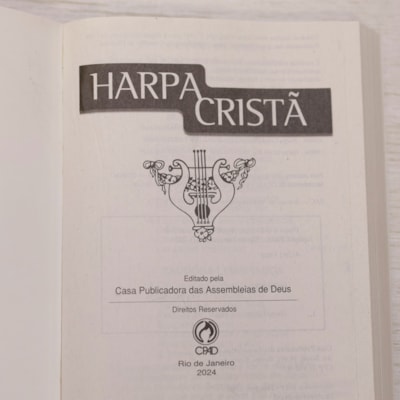 HARPA
CRISTÃ
Editado pela
Casa Publicadora das Assembleias de Deus
Direitos Reservados
CPAD
Rio de Janeiro
2024